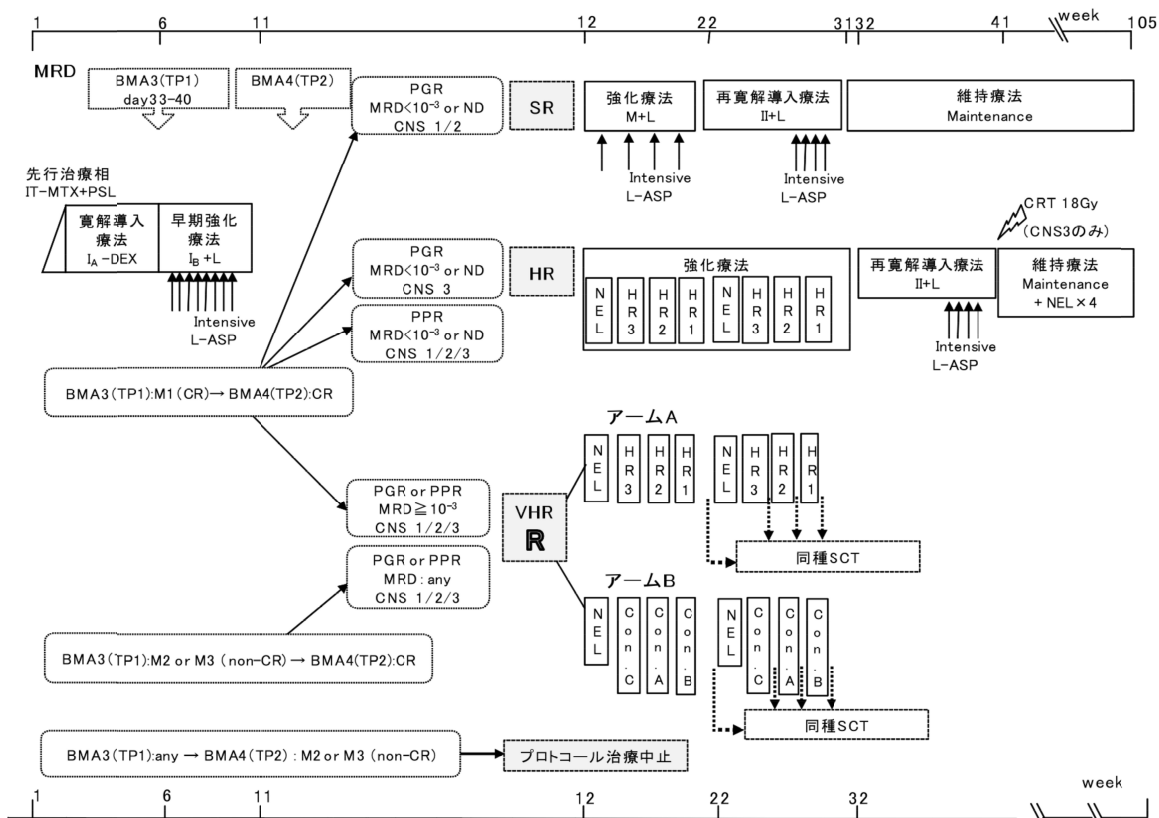 1 6 11 12 22 31 32 41 week 105
MRD
BMA3(TP1)
day33-40
BMA4(TP2)
PGR
MRD<10⁻³ or ND
CNS 1/2
SR
強化療法
M+L
再寛解導入療法
II+L
維持療法
Maintenance
Intensive
L-ASP
Intensive
L-ASP
先行治療相
IT-MTX+PSL
寛解導入
療法
I_A-DEX
早期強化
療法
I_B+L
Intensive
L-ASP
PGR
MRD<10⁻³ or ND
CNS 3
PPR
MRD<10⁻³ or ND
CNS 1/2/3
HR
強化療法
NEL
HR3
HR2
HR1
NEL
HR3
HR2
HR1
再寛解導入療法
II+L
Intensive
L-ASP
CRT 18Gy
(CNS3のみ)
維持療法
Maintenance
+NEL×4
BMA3(TP1):M1(CR)→BMA4(TP2):CR
PGR or PPR
MRD≧10⁻³
CNS 1/2/3
PGR or PPR
MRD:any
CNS 1/2/3
VHR
R
アームA
NEL
HR3
HR2
HR1
NEL
HR3
HR2
HR1
同種SCT
アームB
NEL
Con.C
Con.A
Con.B
NEL
Con.C
Con.A
Con.B
同種SCT
BMA3(TP1):M2 or M3 (non-CR)→BMA4(TP2):CR
BMA3(TP1):any → BMA4(TP2) : M2 or M3 (non-CR)
プロトコール治療中止
week
1 6 11 12 22 32